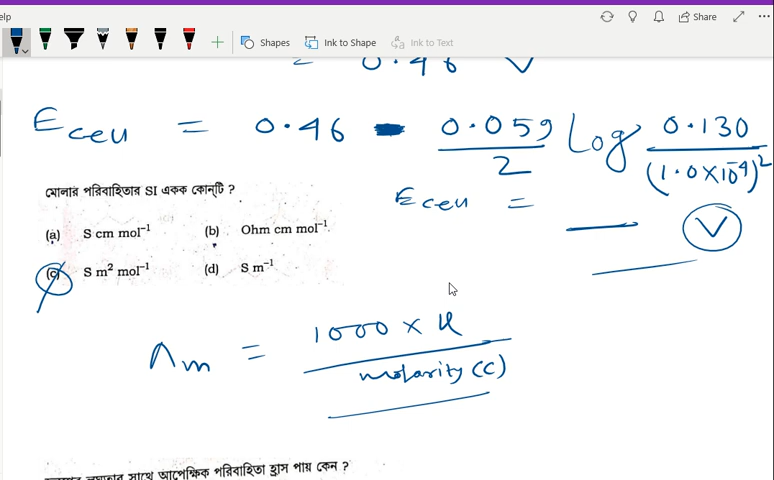 elp
Share
Shapes
Ink to Shape
Ink to Text
= 0.46 V
Ecell = 0.46 - 0.059/2 Log 0.130/(1.0×10⁻⁴)²
Ecell = — V
মোলার পরিবাহিতার SI একক কোন্‌টি ?
(a) S cm mol⁻¹ (b) Ohm cm mol⁻¹
(c) S m² mol⁻¹ (d) S m⁻¹
Λm = 1000 × K / molarity (C)
সাথে আপেক্ষিক পরিবাহিতা হ্রাস পায় কেন ?